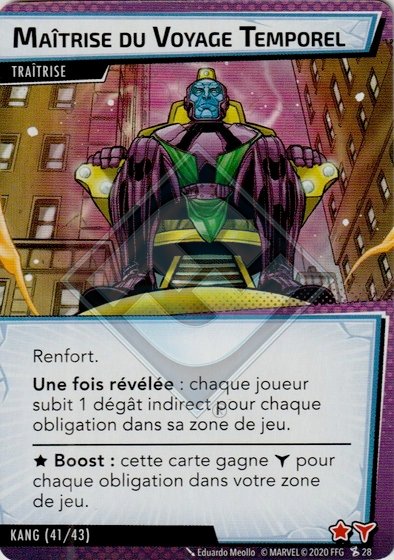 Maîtrise du Voyage Temporel
TRAÎTRISE
Renfort.
Une fois révélée : chaque joueur
subit 1 dégât indirect pour chaque
obligation dans sa zone de jeu.
★ Boost : cette carte gagne pour
chaque obligation dans votre zone
de jeu.
KANG (41/43)
Eduardo Meollo © MARVEL © 2020 FFG 28